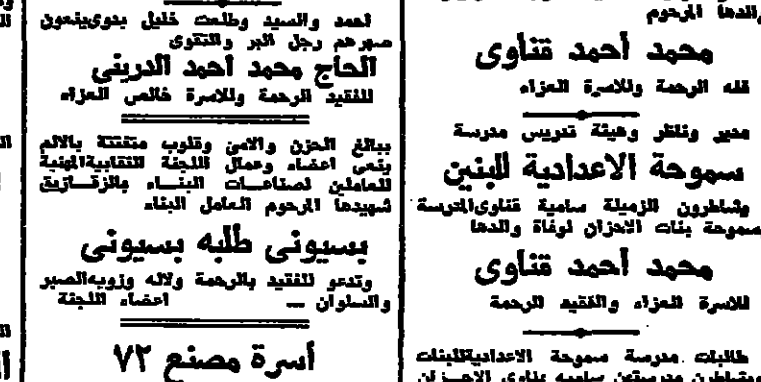 والدها المرحوم
محمد أحمد قناوى
فله الرحمة وللاسرة العزاء
مدير وناظر وهيئة تدريس مدرسة
سموحة الاعدادية للبنين
يشاطرون الزميلة سامية قناوى المدرسة
بسموحة بنات الاحزان لوفاة والدها
محمد أحمد قناوى
للاسرة العزاء وللفقيد الرحمة
طالبات مدرسة سموحة الاعدادية للبنات
احمد والسيد وطلعت خليل بدوى ينعون
صهرهم رجل البر والتقوى
الحاج محمد احمد الدرينى
للفقيد الرحمة وللاسرة خالص العزاء
ببالغ الحزن والاسى وقلوب متفتتة بالالم
ينعى اعضاء وعمال اللجنة النقابية المهنية
للعاملين لصناعات البناء بالزقازيق
شهيدها المرحوم العامل البناء
بسيونى طلبه بسيونى
وتدعو للفقيد بالرحمة ولاله وذويه الصبر
والسلوان — اعضاء اللجنة
أسرة مصنع ٧٢